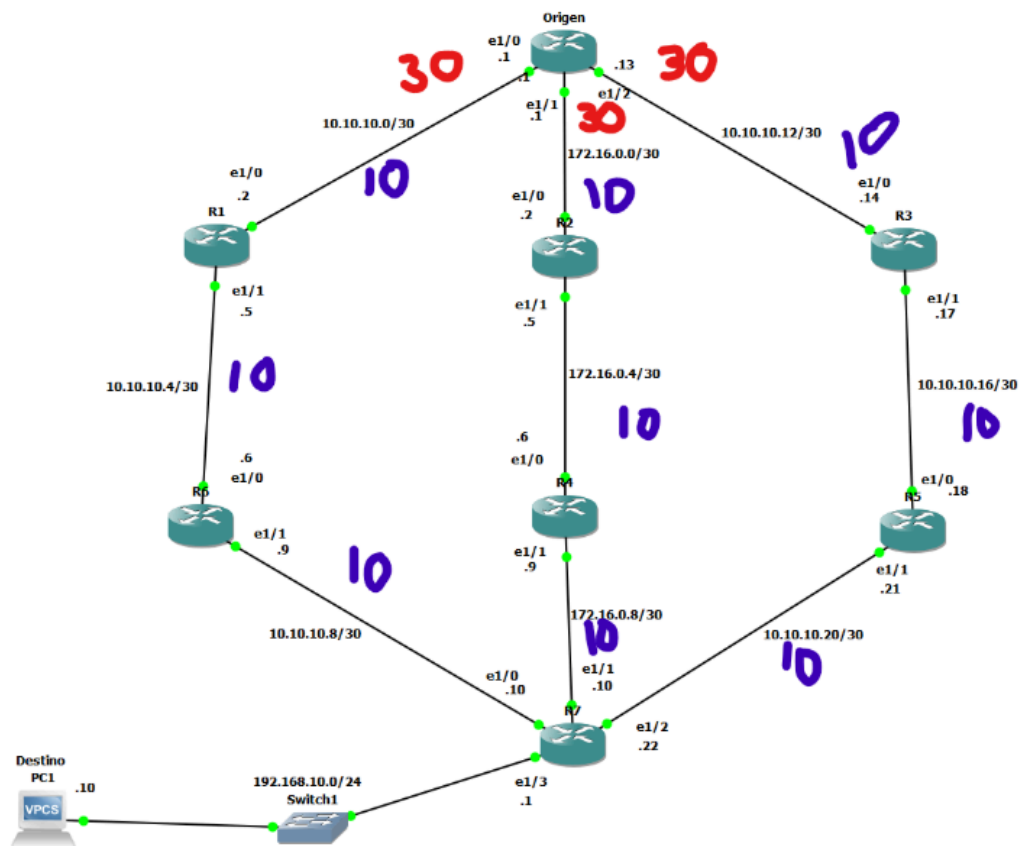 Origen
e1/0
.1
.1
30
e1/1
.1
30
.13
e1/2
30
10.10.10.0/30
10
172.16.0.0/30
10
10.10.10.12/30
10
e1/0
.2
R1
e1/0
.2
R2
e1/0
.14
R3
e1/1
.5
e1/1
.5
e1/1
.17
10.10.10.4/30
10
172.16.0.4/30
10
10.10.10.16/30
10
.6
e1/0
R6
.6
e1/0
R4
e1/0
.18
R5
e1/1
.9
e1/1
.9
e1/1
.21
10
10.10.10.8/30
172.16.0.8/30
10
10.10.10.20/30
10
e1/0
.10
e1/1
.10
R7
e1/2
.22
e1/3
.1
Destino
PC1
.10
VPCS
192.168.10.0/24
Switch1